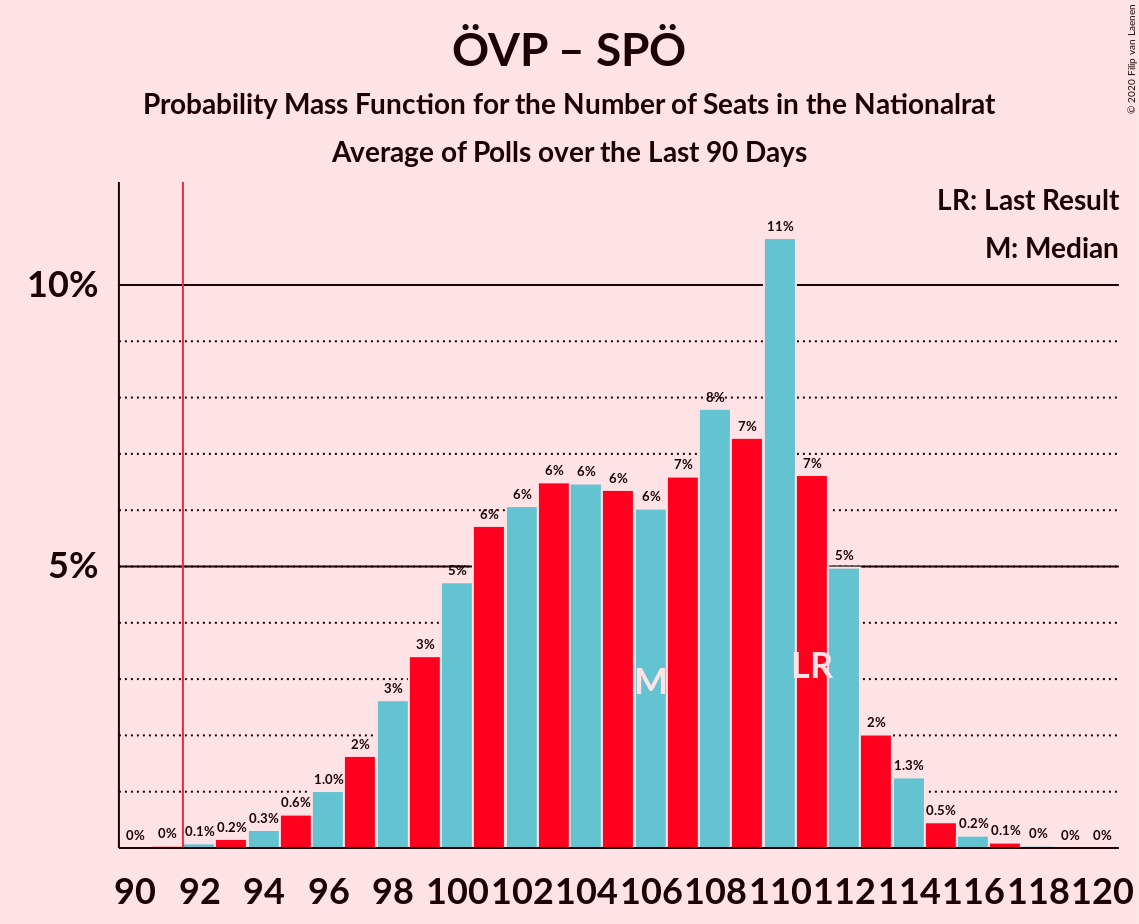 ÖVP – SPÖ
Probability Mass Function for the Number of Seats in the Nationalrat
Average of Polls over the Last 90 Days
© 2020 Filip van Laenen
LR: Last Result
M: Median
10%
5%
0% 0% 0.1% 0.2% 0.3% 0.6% 1.0% 2% 3% 3% 5% 6% 6% 6% 6% 6% 6% 7% 8% 7% 11% 7% 5% 2% 1.3% 0.5% 0.2% 0.1% 0% 0% 0%
M
LR
90 92 94 96 98 100 102 104 106 108 110 112 114 116 118 120